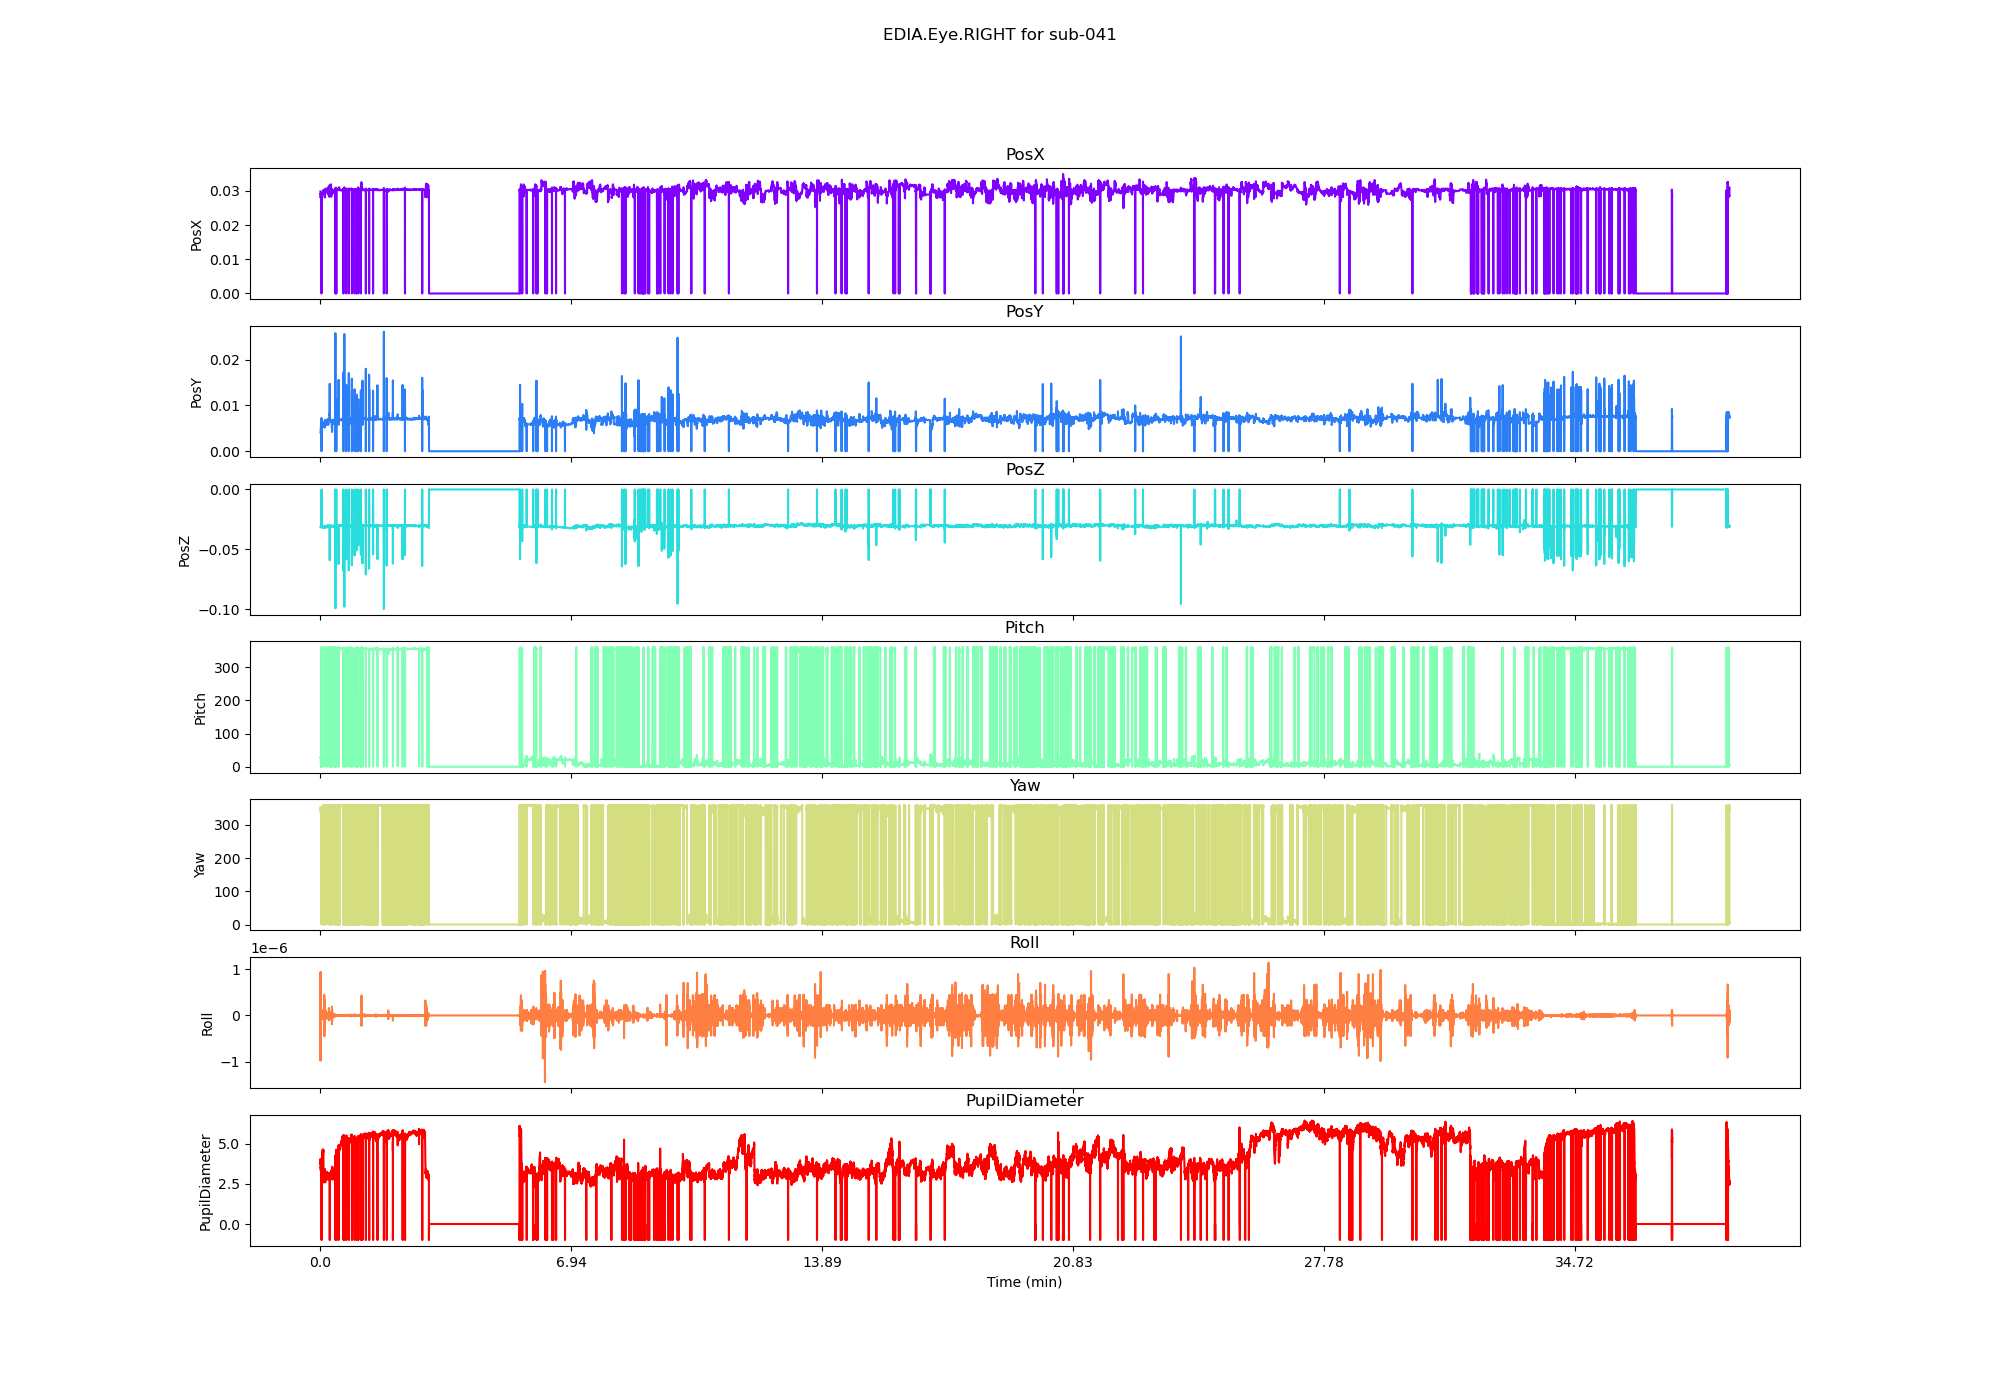 EDIA.Eye.RIGHT for sub-041
PosX
0.03
0.02
0.01
0.00
PosX
PosY
0.02
0.01
0.00
PosY
PosZ
0.00
−0.05
−0.10
PosZ
Pitch
300
200
100
0
Pitch
Yaw
300
200
100
0
Yaw
1e−6
Roll
1
0
−1
Roll
PupilDiameter
5.0
2.5
0.0
PupilDiameter
0.0 6.94 13.89 20.83 27.78 34.72
Time (min)